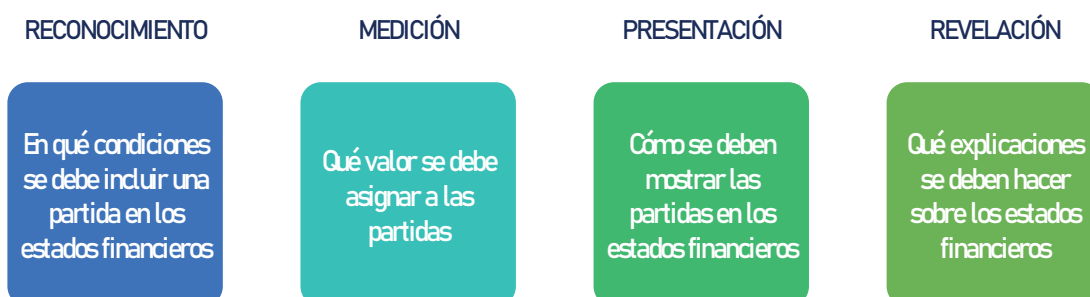 RECONOCIMIENTO
MEDICIÓN
PRESENTACIÓN
REVELACIÓN
En qué condiciones
se debe incluir una
partida en los
estados financieros
Qué valor se debe
asignar a las
partidas
Cómo se deben
mostrar las
partidas en los
estados financieros
Qué explicaciones
se deben hacer
sobre los estados
financieros